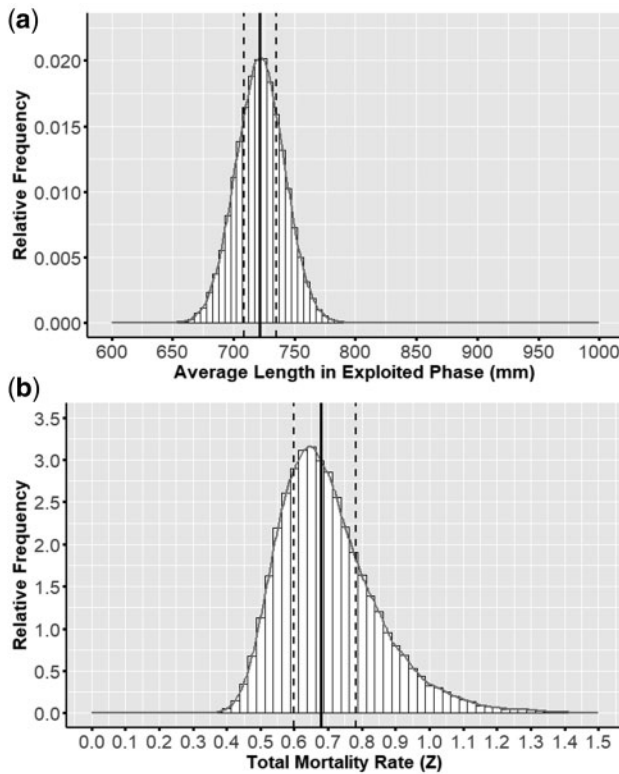 (a)
Relative Frequency
0.020
0.015
0.010
0.005
0.000
600 650 700 750 800 850 900 950 1000
Average Length in Exploited Phase (mm)
(b)
Relative Frequency
3.5
3.0
2.5
2.0
1.5
1.0
0.5
0.0
0.0 0.1 0.2 0.3 0.4 0.5 0.6 0.7 0.8 0.9 1.0 1.1 1.2 1.3 1.4 1.5
Total Mortality Rate (Z)